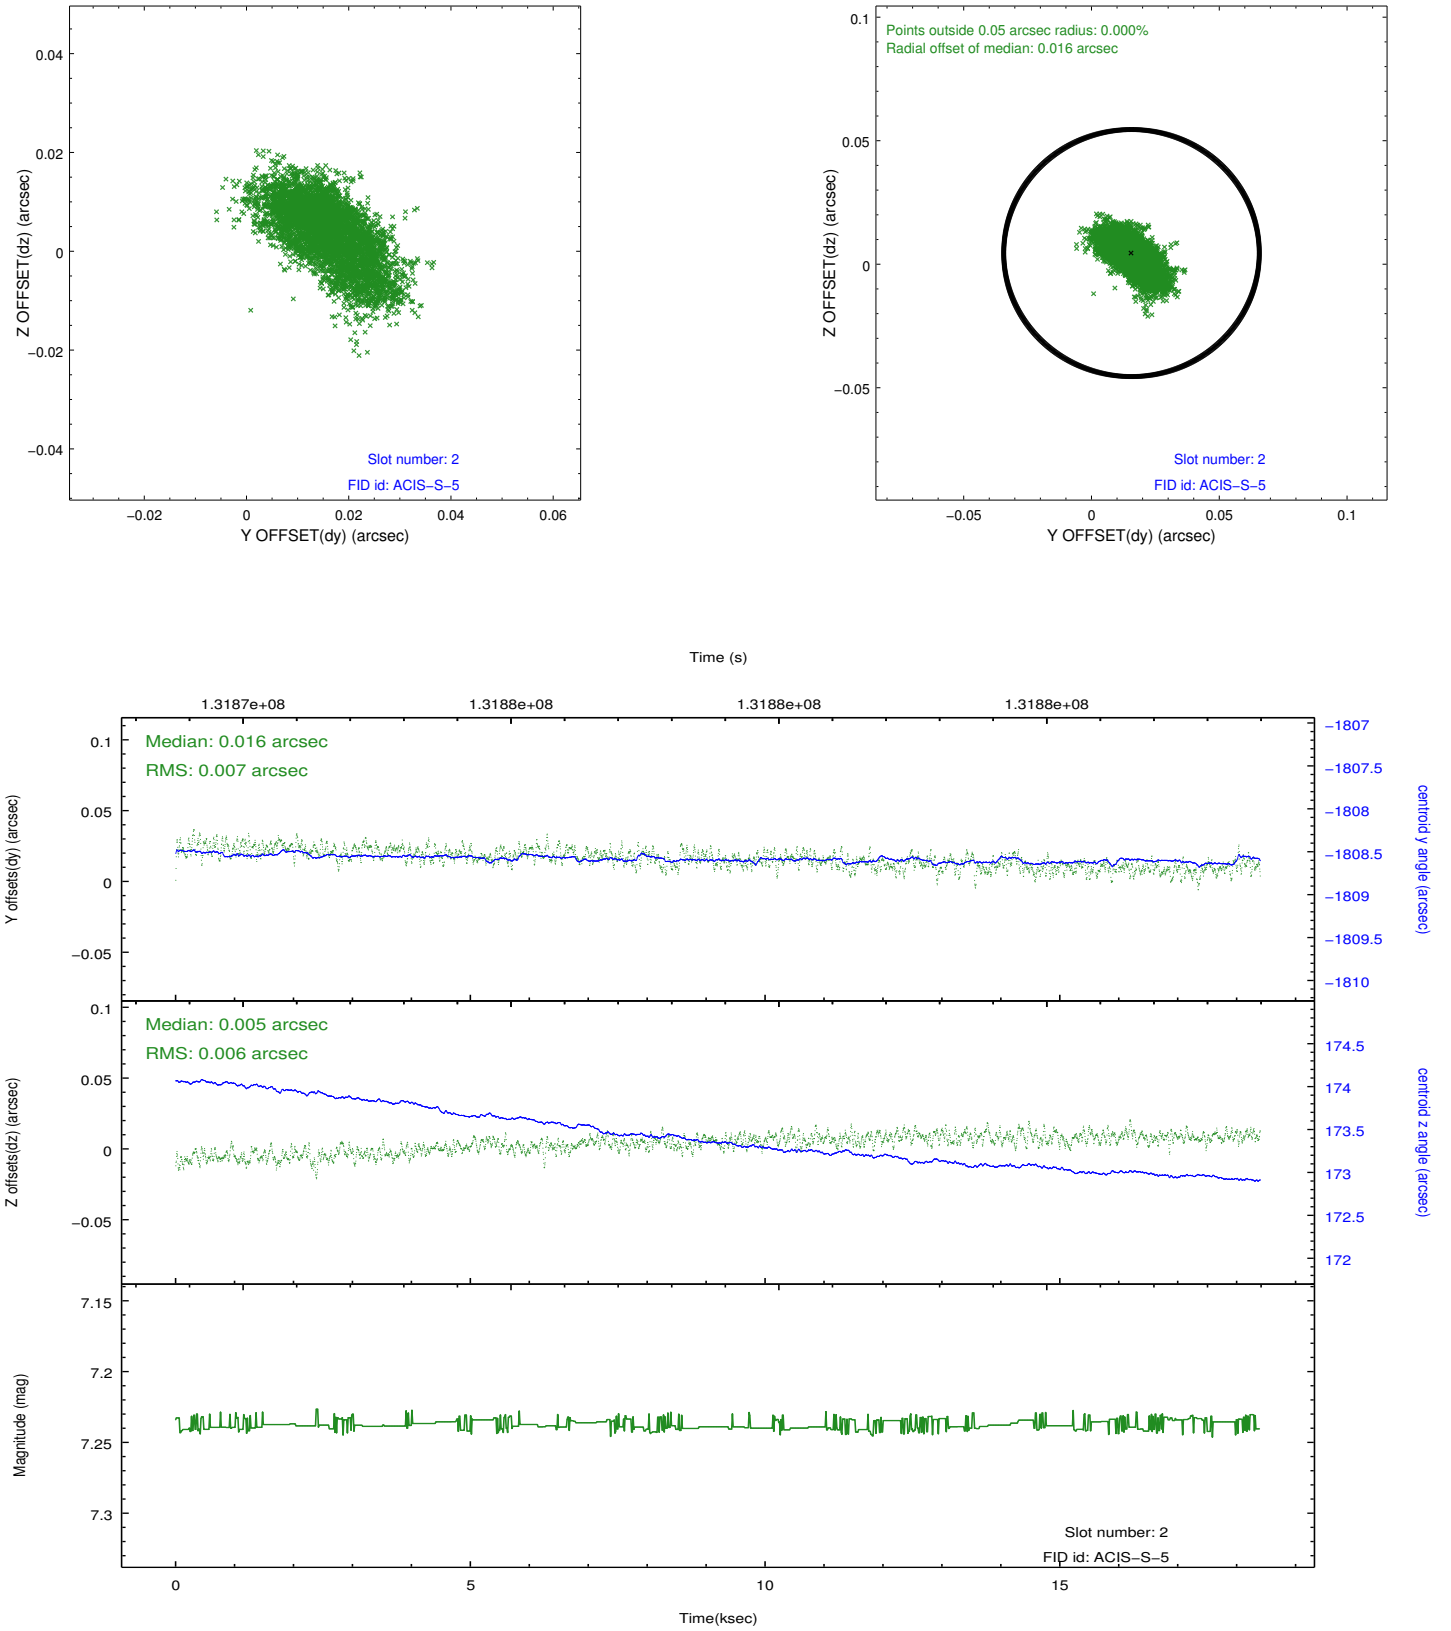 0.04
0.02
0
−0.02
−0.04
Z OFFSET(dz) (arcsec)
Slot number: 2
FID id: ACIS−S−5
−0.02 0 0.02 0.04 0.06
Y OFFSET(dy) (arcsec)
Points outside 0.05 arcsec radius: 0.000%
Radial offset of median: 0.016 arcsec
0.1
0.05
0
−0.05
Z OFFSET(dz) (arcsec)
Slot number: 2
FID id: ACIS−S−5
−0.05 0 0.05 0.1
Y OFFSET(dy) (arcsec)
Time (s)
1.3187e+08 1.3188e+08 1.3188e+08 1.3188e+08
Median: 0.016 arcsec
RMS: 0.007 arcsec
0.1
0.05
0
−0.05
Y offsets(dy) (arcsec)
−1807
−1807.5
−1808
−1808.5
−1809
−1809.5
−1810
centroid y angle (arcsec)
Median: 0.005 arcsec
RMS: 0.006 arcsec
0.1
0.05
0
−0.05
Z offsets(dz) (arcsec)
174.5
174
173.5
173
172.5
172
centroid z angle (arcsec)
7.15
7.2
7.25
7.3
Magnitude (mag)
Slot number: 2
FID id: ACIS−S−5
0 5 10 15
Time(ksec)